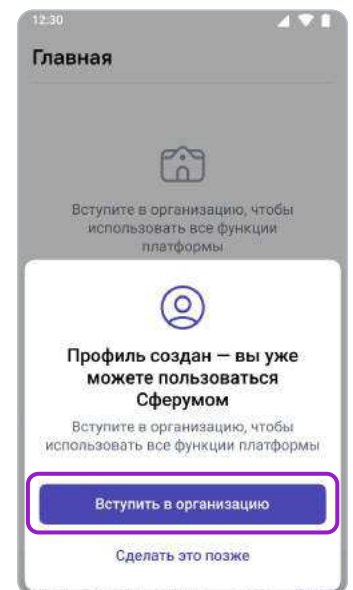 12:30
Главная
Вступите в организацию, чтобы
использовать все функции
платформы
Профиль создан — вы уже
можете пользоваться
Сферумом
Вступите в организацию, чтобы
использовать все функции платформы
Вступить в организацию
Сделать это позже